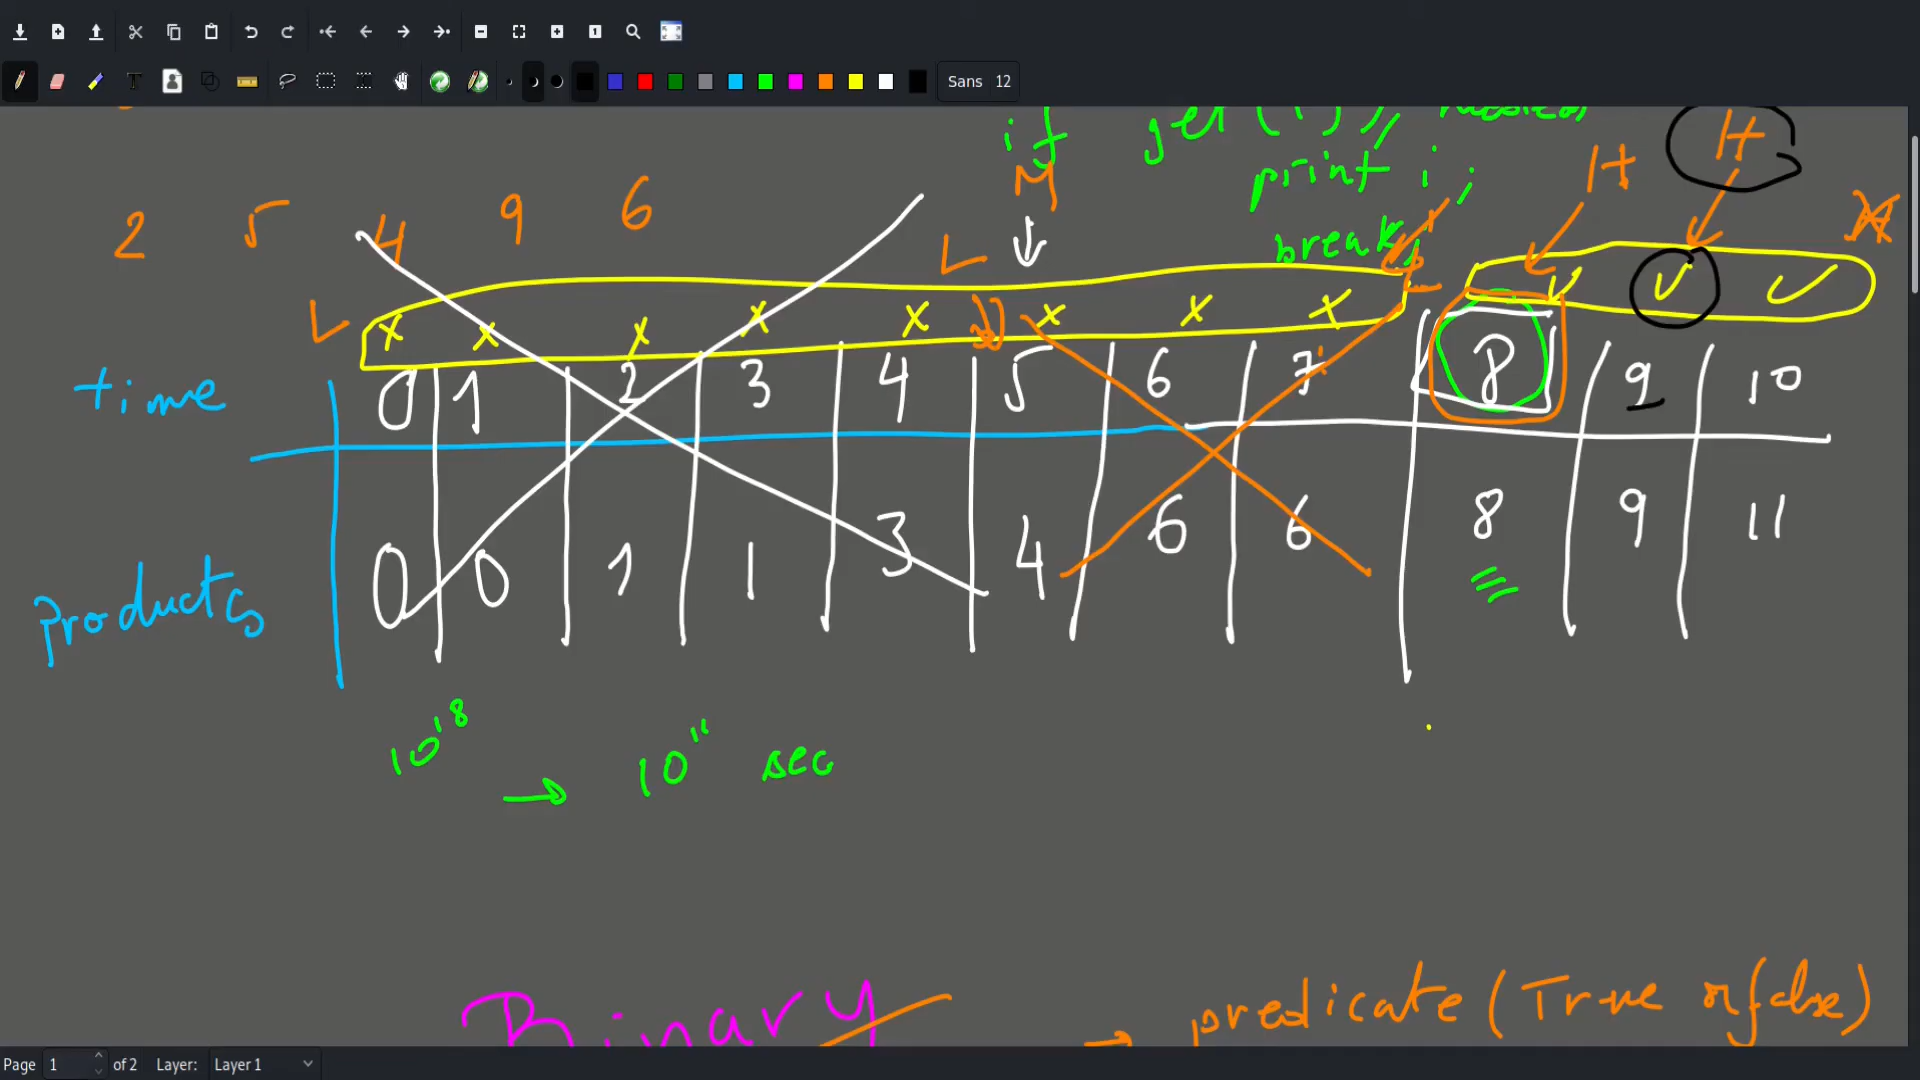 Sans 12
if get(i) needed
print i;
break;
M
H
H
2 5 4 9 6
L
L
x x x x x x x x
time 0 1 2 3 4 5 6 7 8 9 10
products 0 0 1 1 3 4 6 6 8 9 11
10^18 → 10^11 sec
Binary → predicate (True or false)
Page 1 of 2 Layer: Layer 1